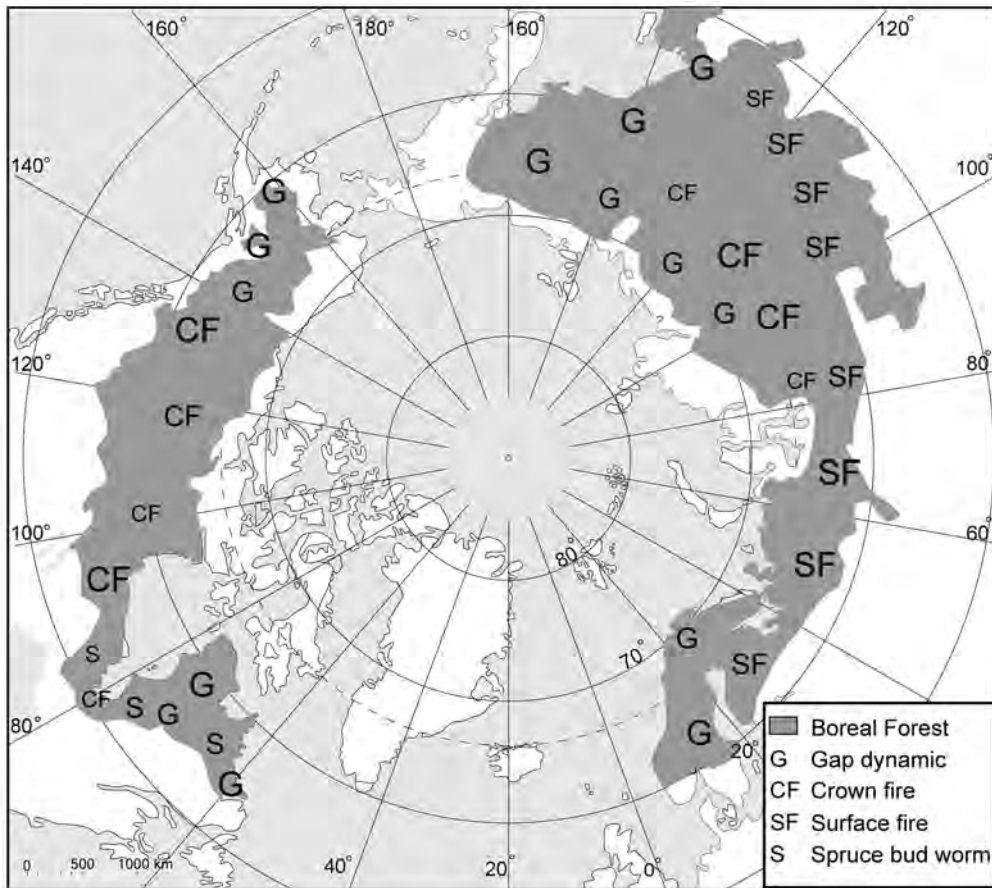 160°
180°
160°
120°
G
SF
G
SF
140°
G
100°
G
G
CF
SF
G
SF
G
CF
G
G
CF
CF
120°
80°
CF
SF
CF
SF
CF
100°
60°
SF
CF
80°
G
70°
S
SF
G
CF
S
G
80°
G
S
20°
G
0 500 1000 km
40°
20°
0°
Boreal Forest
G Gap dynamic
CF Crown fire
SF Surface fire
S Spruce bud worm